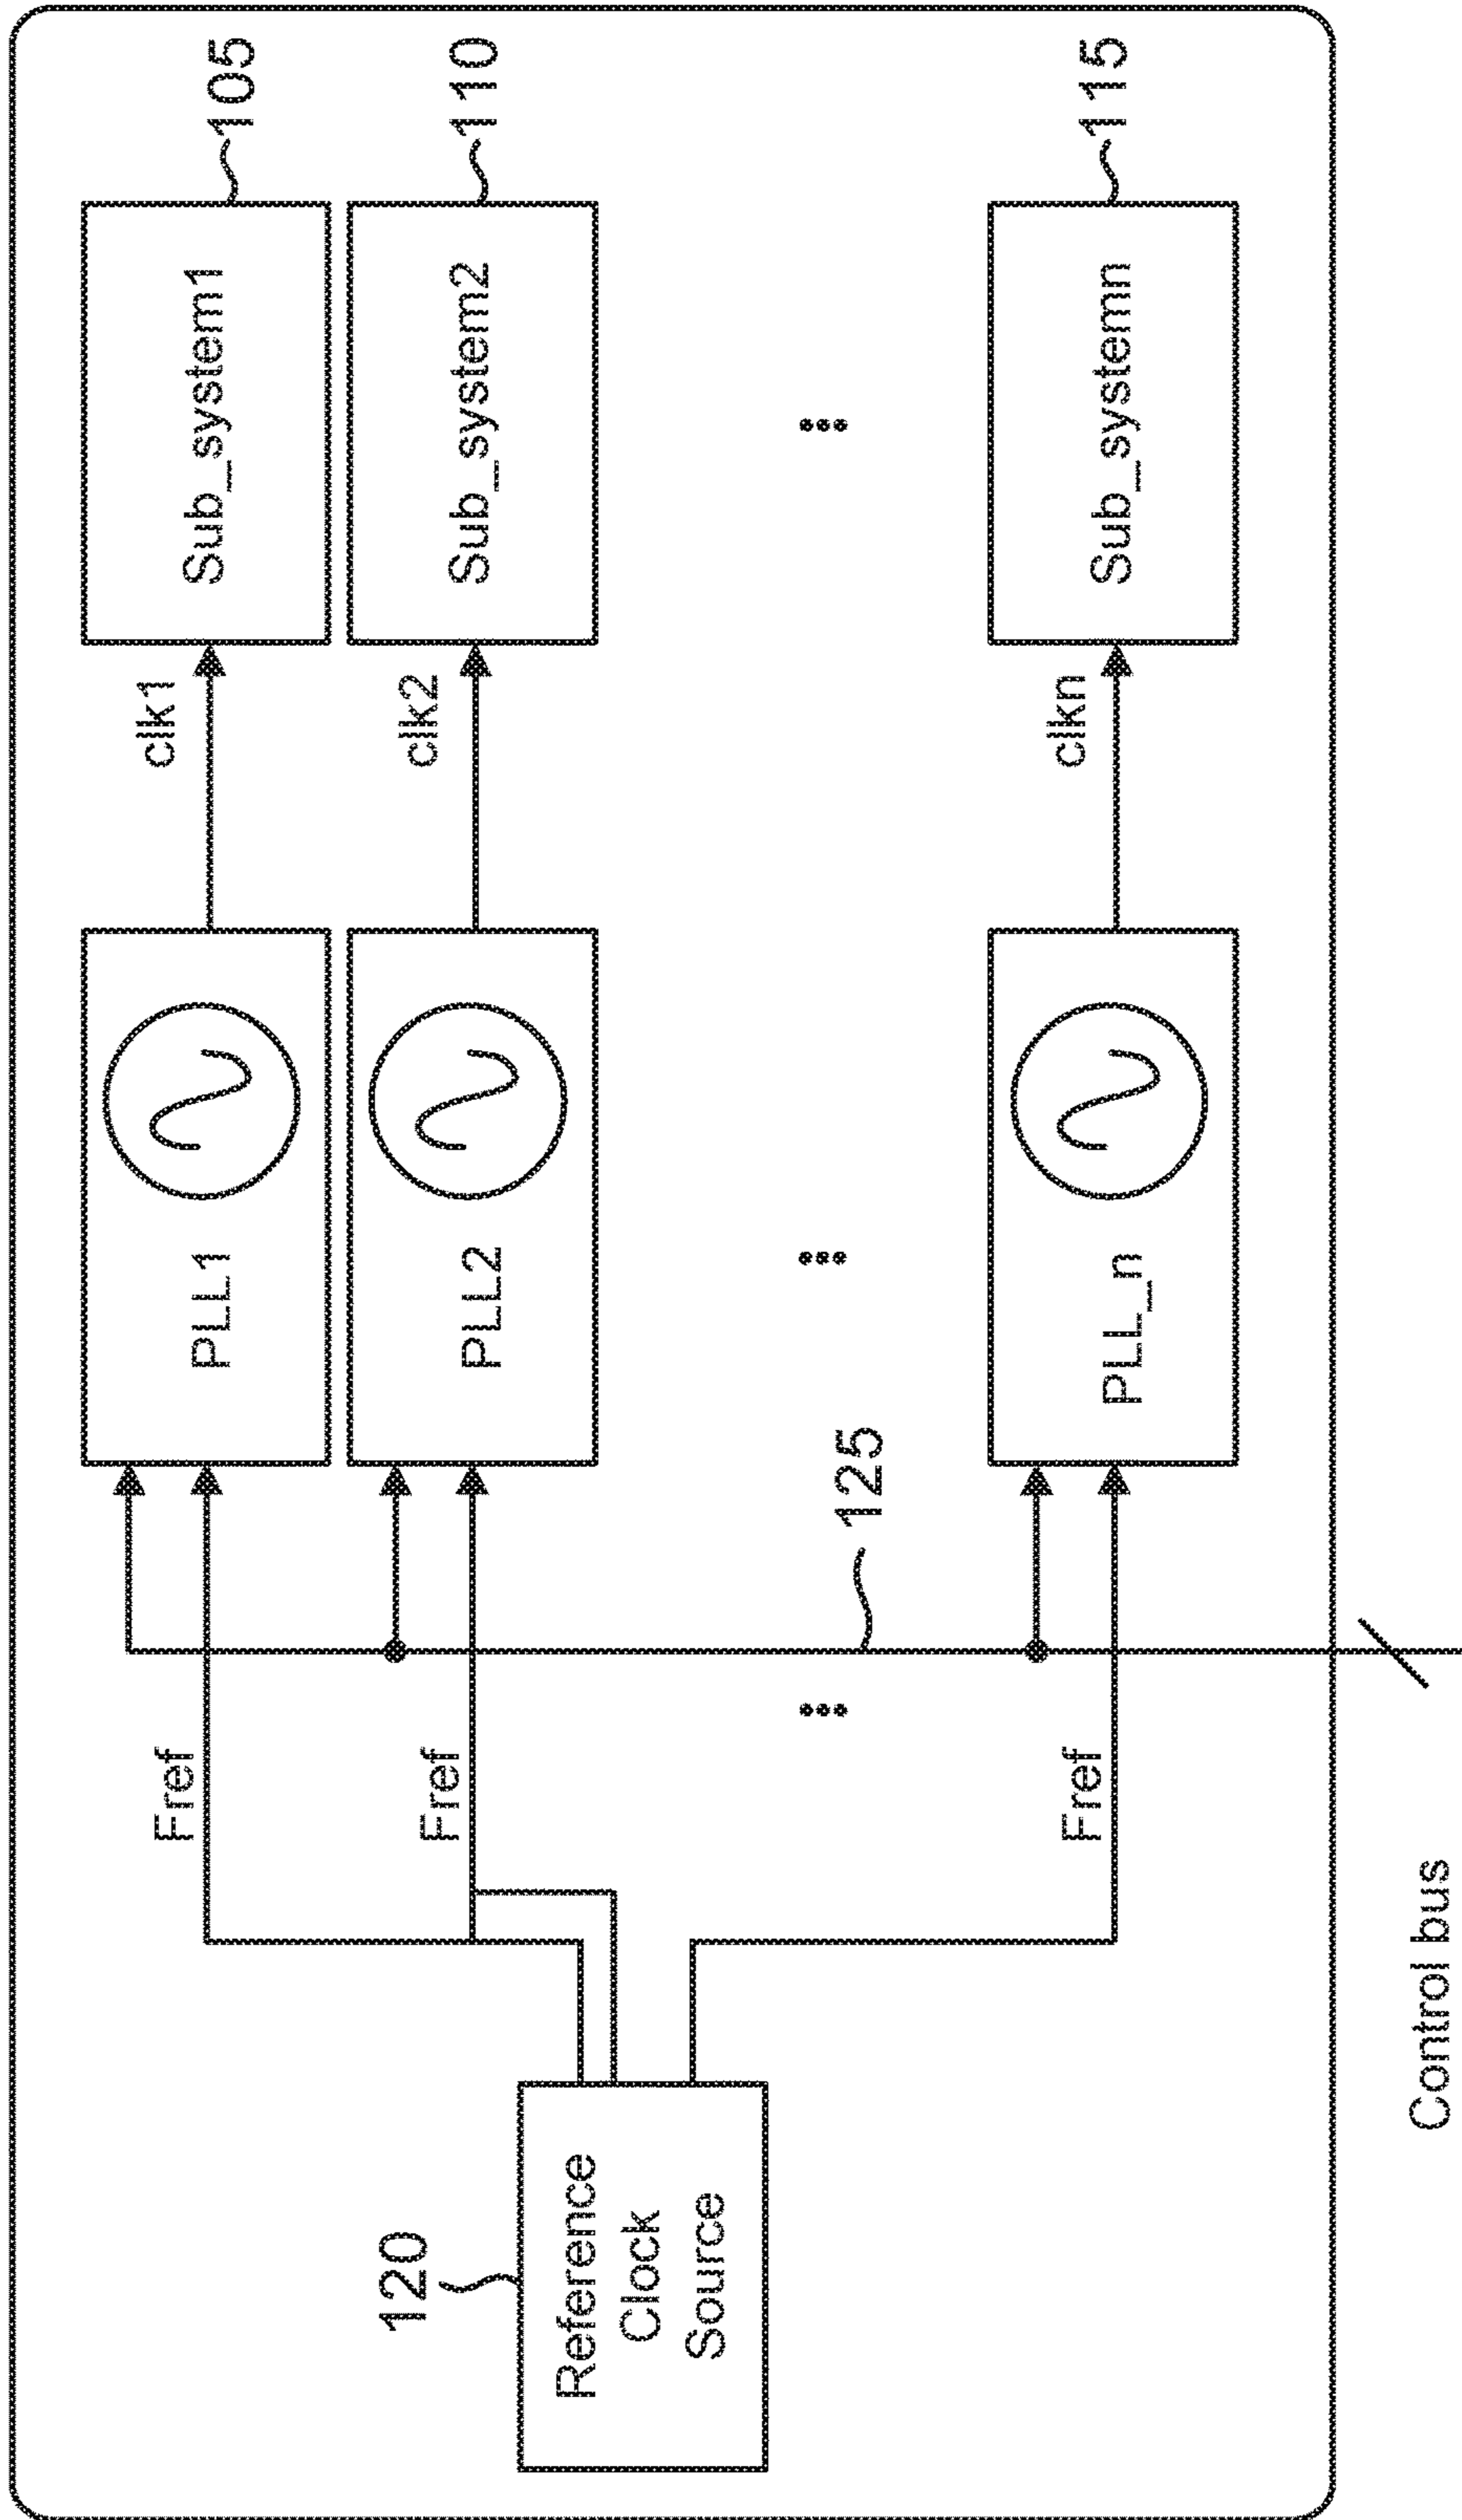 120
Reference
Clock
Source
Fref
Fref
Fref
125
PLL1
PLL2
PLL_n
clk1
clk2
clkn
Sub_system1
Sub_system2
Sub_systemn
105
110
115
Control bus